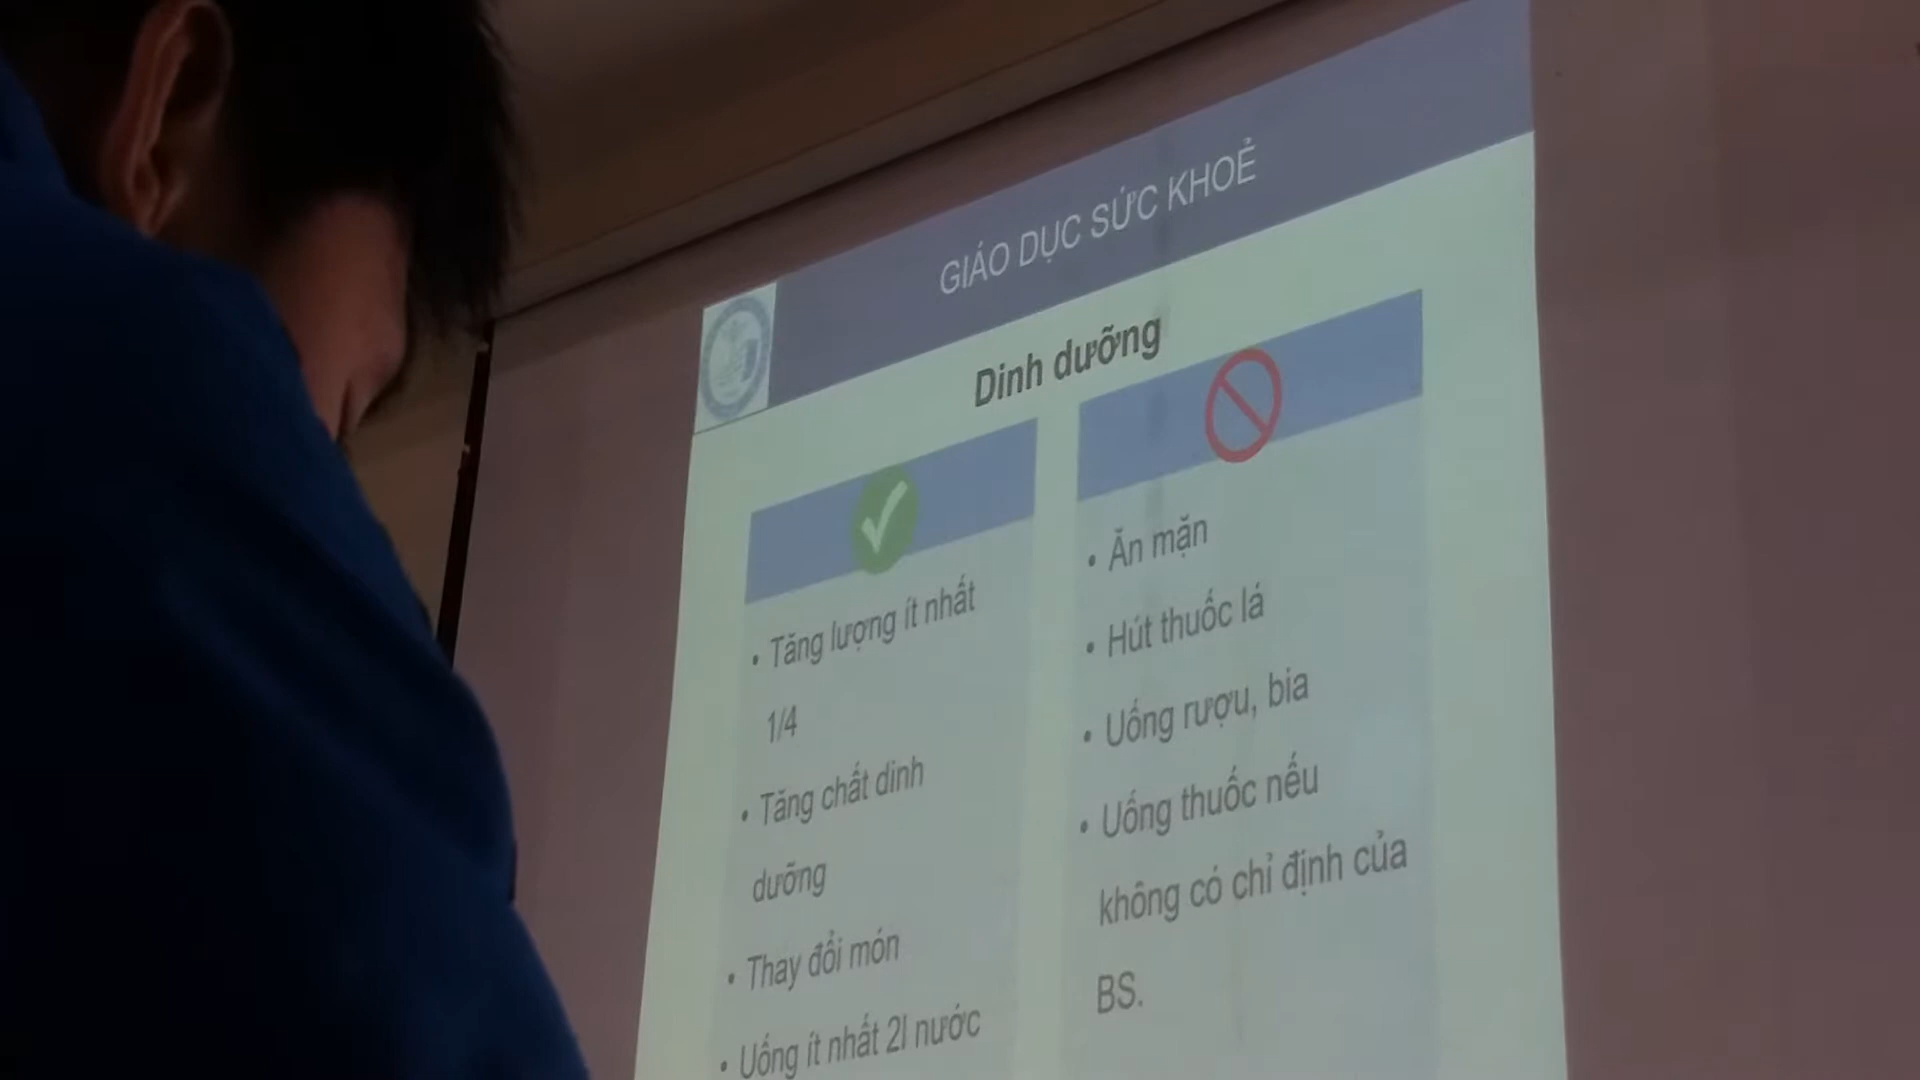 GIÁO DỤC SỨC KHOẺ
Dinh dưỡng
• Tăng lượng ít nhất
1/4
• Tăng chất dinh
dưỡng
• Thay đổi món
• Uống ít nhất 2l nước
• Ăn mặn
• Hút thuốc lá
• Uống rượu, bia
• Uống thuốc nếu
không có chỉ định của
BS.